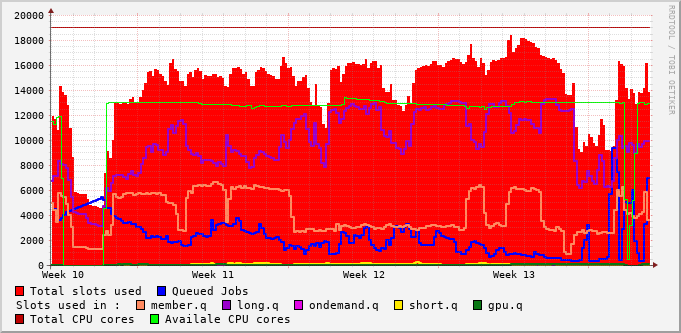 20000
18000
16000
14000
12000
10000
8000
6000
4000
2000
0
Week 10 Week 11 Week 12 Week 13
RRDTOOL / TOBI OETIKER
Total slots used Queued Jobs
Slots used in : member.q long.q ondemand.q short.q gpu.q
Total CPU cores Availale CPU cores